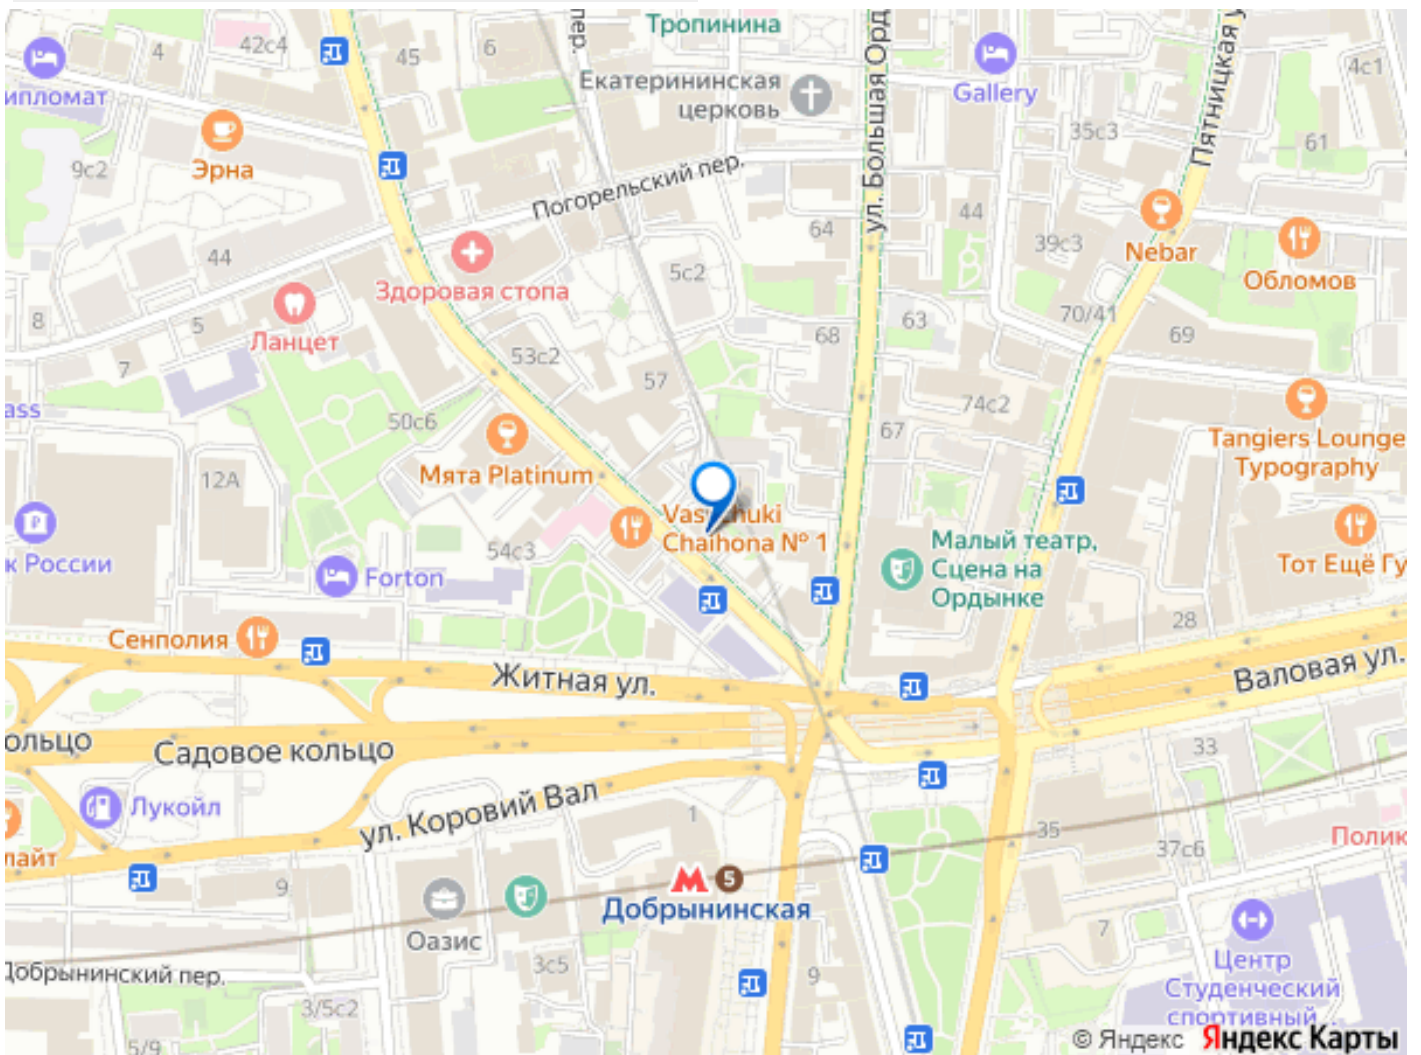 Тропинина
42с4
4
45
6
пер.
ул. Большая Орд
Пятницкая у
4с1
Екатерининская
церковь
Gallery
ипломат
35с3
61
9с2
Эрна
Погорельский пер.
44
64
39с3
Nebar
Обломов
44
5с2
Здоровая стопа
8
5
Ланцет
63
70/41
68
69
7
53с2
57
74с2
ass
50с6
67
Tangiers Lounge
Typography
12А
Мята Platinum
Chaihona № 1
54с3
Малый театр,
Сцена на
Ордынке
Тот Ещё Гу
к России
Forton
28
Сенполия
Житная ул.
Валовая ул.
ольцо
Садовое кольцо
33
Лукойл
ул. Коровий Вал
1
35
37с6
Полик
лайт
9
5
Добрынинская
Оазис
7
3с5
9
Центр
Студенческий
спортивный
Добрынинский пер.
3/5с2
5/9
© Яндекс Яндекс Карты